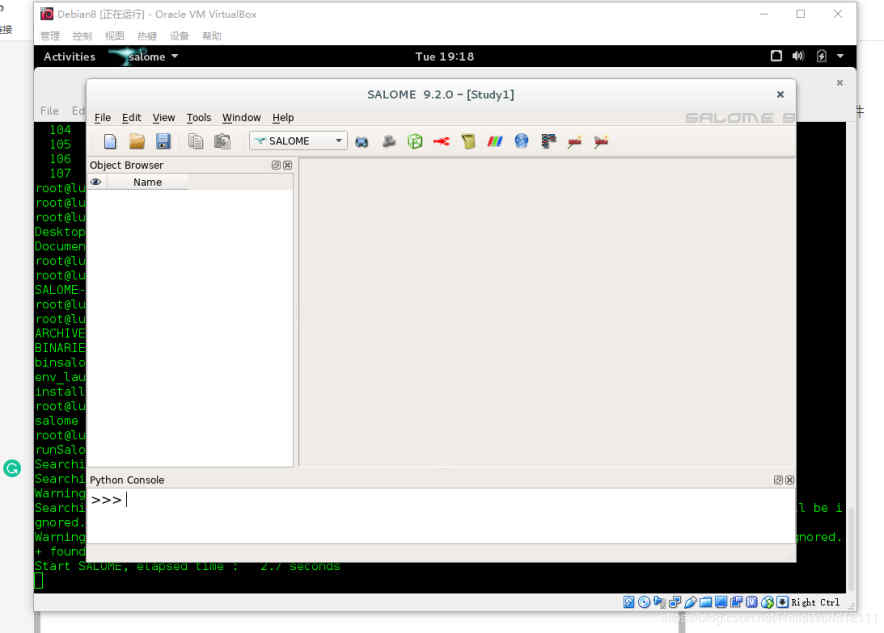 Debian8 [正在运行] - Oracle VM VirtualBox
管理 控制 视图 热键 设备 帮助
Activities salome Tue 19:18
File Ed
SALOME 9.2.0 - [Study1]
File Edit View Tools Window Help
SALOME 9
SALOME
Object Browser
Name
104
105
106
107
root@lu
root@lu
root@lu
Desktop
Documen
root@lu
root@lu
SALOME-
root@lu
root@lu
ARCHIVE
BINARIE
binsalo
env_lau
install
root@lu
salome
root@lu
runSalo
Searchi
Searchi
Warning
Searchi ll be i
gnored.
Warning gnored.
+ found
Start SALOME, elapsed time : 2.7 seconds
Python Console
>>>
Right Ctrl